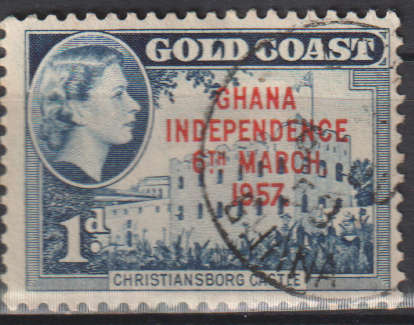 GOLD COAST
GHANA
INDEPENDENCE
6TH MARCH
1957
1d
CHRISTIANSBORG CASTLE